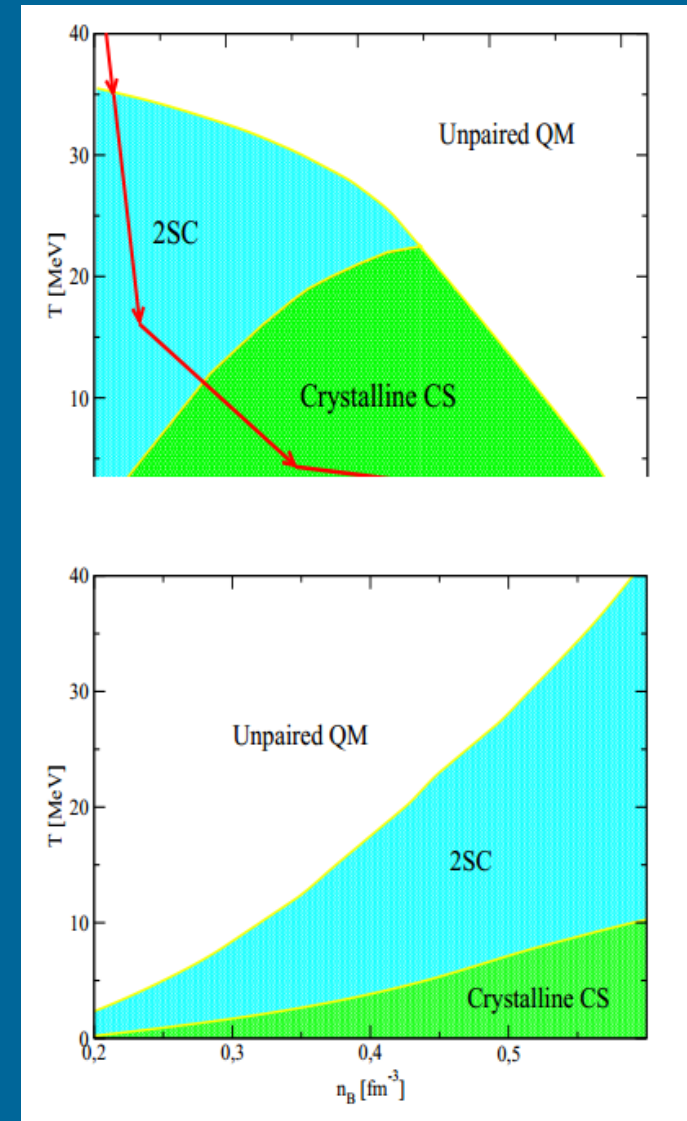 40
Unpaired QM
30
2SC
T [MeV]
20
Crystalline CS
10
40
30
Unpaired QM
T [MeV]
20
2SC
10
Crystalline CS
0
0,2 0,3 0,4 0,5
n_B [fm⁻³]